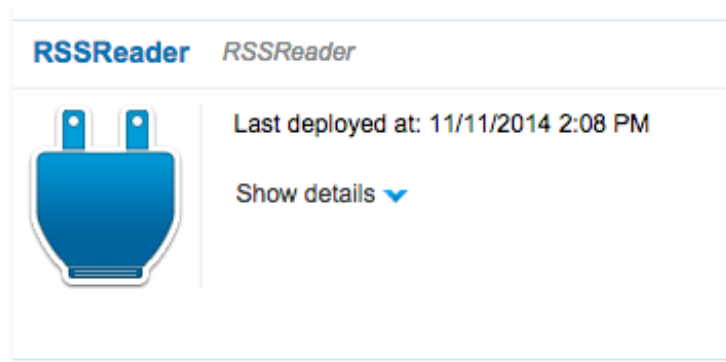 RSSReader RSSReader
Last deployed at: 11/11/2014 2:08 PM
Show details